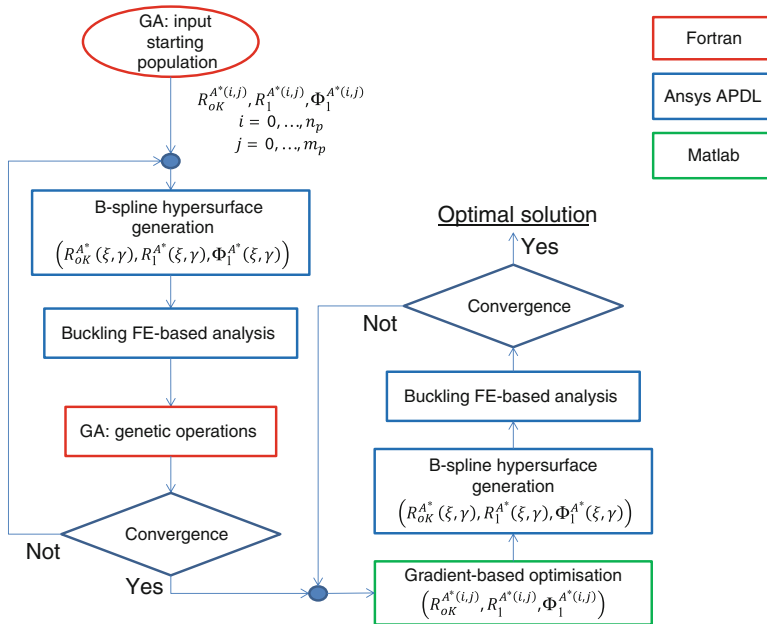 GA: input
starting
population
R_{oK}^{A*(i,j)}, R_1^{A*(i,j)}, Φ_1^{A*(i,j)}
i = 0, …, n_p
j = 0, …, m_p
B-spline hypersurface
generation
(R_{oK}^{A*}(ξ,γ), R_1^{A*}(ξ,γ), Φ_1^{A*}(ξ,γ))
Buckling FE-based analysis
GA: genetic operations
Convergence
Not
Yes
Gradient-based optimisation
(R_{oK}^{A*(i,j)}, R_1^{A*(i,j)}, Φ_1^{A*(i,j)})
B-spline hypersurface
generation
(R_{oK}^{A*}(ξ,γ), R_1^{A*}(ξ,γ), Φ_1^{A*}(ξ,γ))
Buckling FE-based analysis
Convergence
Not
Yes
Optimal solution
Fortran
Ansys APDL
Matlab